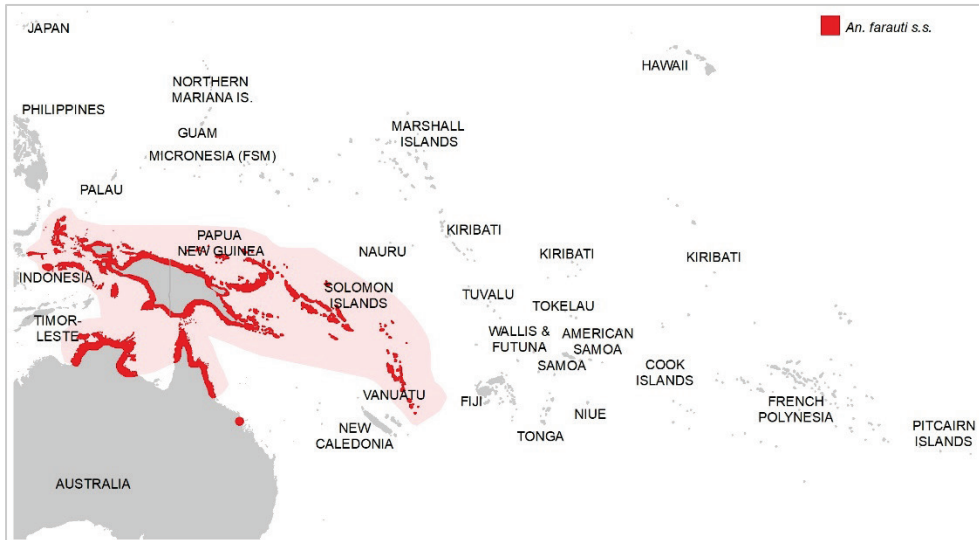 JAPAN
An. farauti s.s.
HAWAII
NORTHERN
MARIANA IS.
PHILIPPINES
GUAM
MARSHALL
ISLANDS
MICRONESIA (FSM)
PALAU
KIRIBATI
PAPUA
NEW GUINEA
NAURU
KIRIBATI
KIRIBATI
INDONESIA
SOLOMON
ISLANDS
TUVALU
TOKELAU
TIMOR-
LESTE
WALLIS &
FUTUNA
AMERICAN
SAMOA
SAMOA
COOK
ISLANDS
VANUATU
FIJI
NIUE
FRENCH
POLYNESIA
NEW
CALEDONIA
TONGA
PITCAIRN
ISLANDS
AUSTRALIA